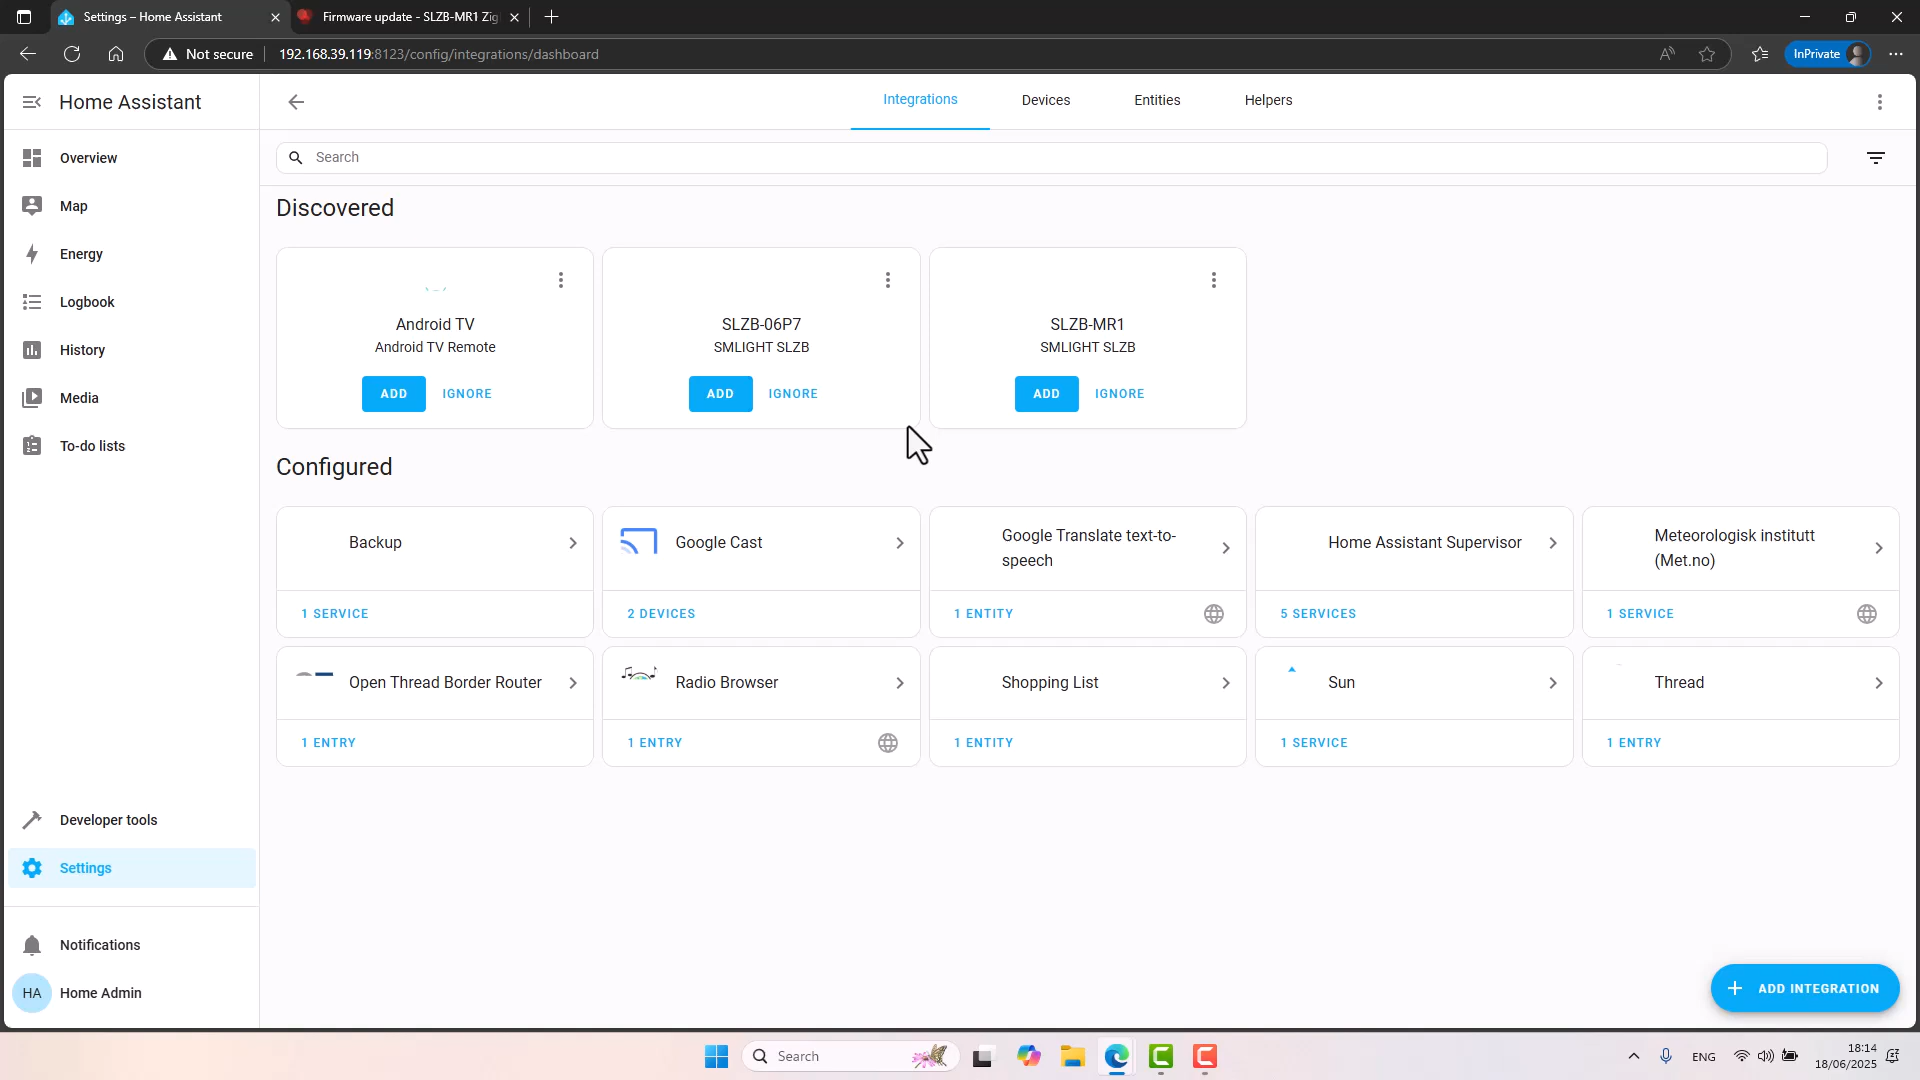 Settings – Home Assistant
Firmware update - SLZB-MR1 Zig
Not secure
192.168.39.119:8123/config/integrations/dashboard
InPrivate
Home Assistant
Integrations
Devices
Entities
Helpers
Search
Overview
Map
Energy
Logbook
History
Media
To-do lists
Developer tools
Settings
Notifications
HA
Home Admin
Discovered
Android TV
Android TV Remote
ADD
IGNORE
SLZB-06P7
SMLIGHT SLZB
ADD
IGNORE
SLZB-MR1
SMLIGHT SLZB
ADD
IGNORE
Configured
Backup
1 SERVICE
Google Cast
2 DEVICES
Google Translate text-to-
speech
1 ENTITY
Home Assistant Supervisor
5 SERVICES
Meteorologisk institutt
(Met.no)
1 SERVICE
Open Thread Border Router
1 ENTRY
Radio Browser
1 ENTRY
Shopping List
1 ENTITY
Sun
1 SERVICE
Thread
1 ENTRY
ADD INTEGRATION
Search
ENG
18:14
18/06/2025